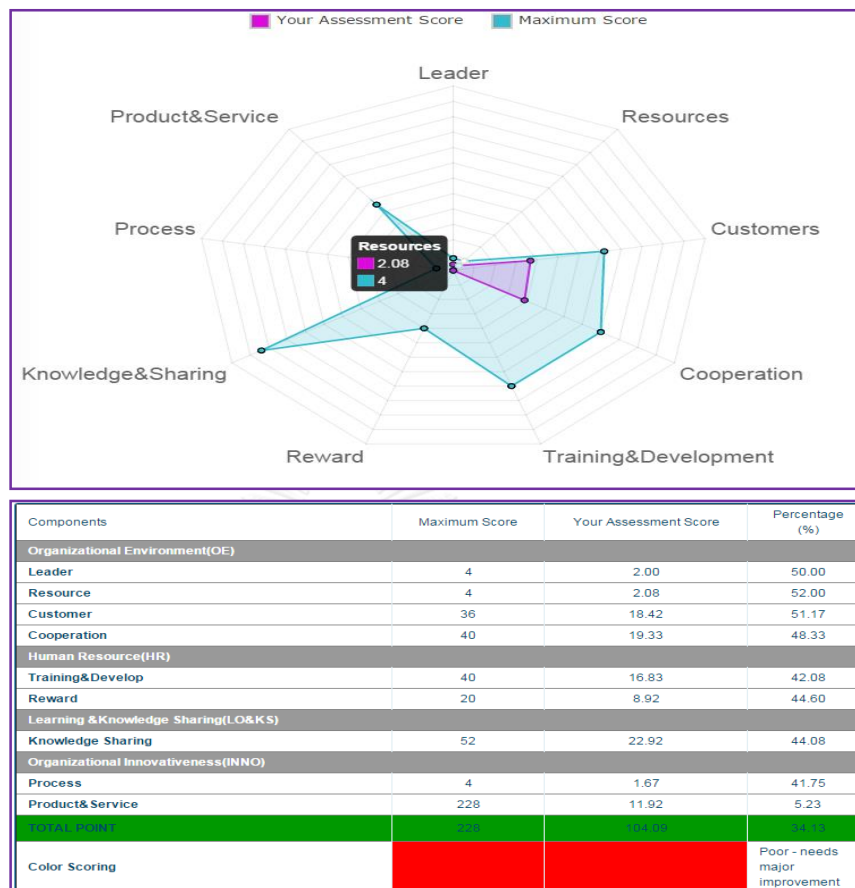 Your Assessment Score Maximum Score
Leader
Product&Service Resources
Process Customers
Resources
2.08
4
Knowledge&Sharing Cooperation
Reward Training&Development
Components Maximum Score Your Assessment Score Percentage (%)
Organizational Environment(OE)
Leader 4 2.00 50.00
Resource 4 2.08 52.00
Customer 36 18.42 51.17
Cooperation 40 19.33 48.33
Human Resource(HR)
Training&Develop 40 16.83 42.08
Reward 20 8.92 44.60
Learning &Knowledge Sharing(LO&KS)
Knowledge Sharing 52 22.92 44.08
Organizational Innovativeness(INNO)
Process 4 1.67 41.75
Product&Service 228 11.92 5.23
TOTAL POINT 228 104.09 34.13
Color Scoring Poor - needs
major
improvement